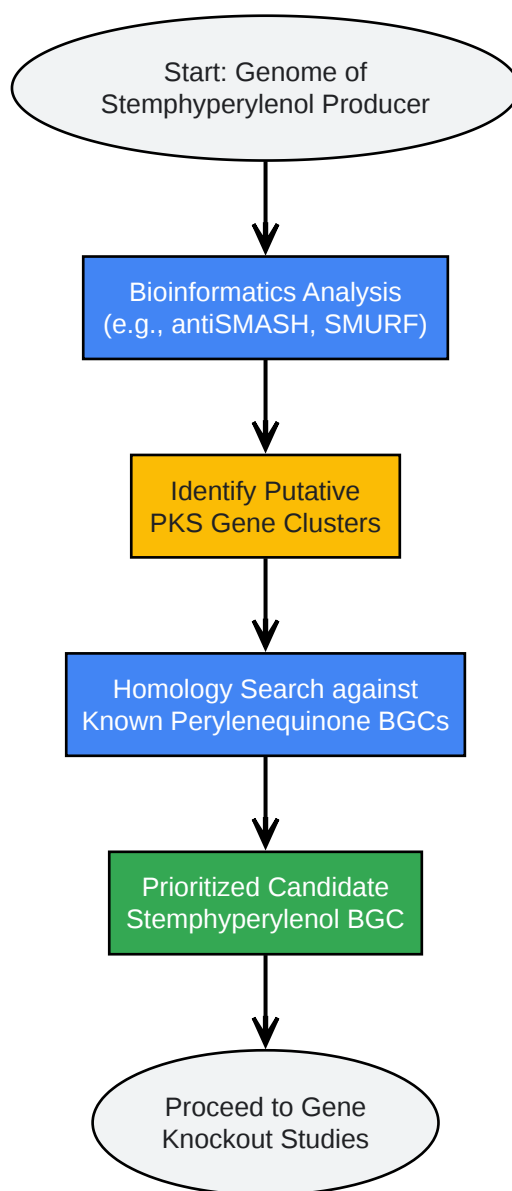 Start: Genome of
Stemphyperylenol Producer
Bioinformatics Analysis
(e.g., antiSMASH, SMURF)
Identify Putative
PKS Gene Clusters
Homology Search against
Known Perylenequinone BGCs
Prioritized Candidate
Stemphyperylenol BGC
Proceed to Gene
Knockout Studies